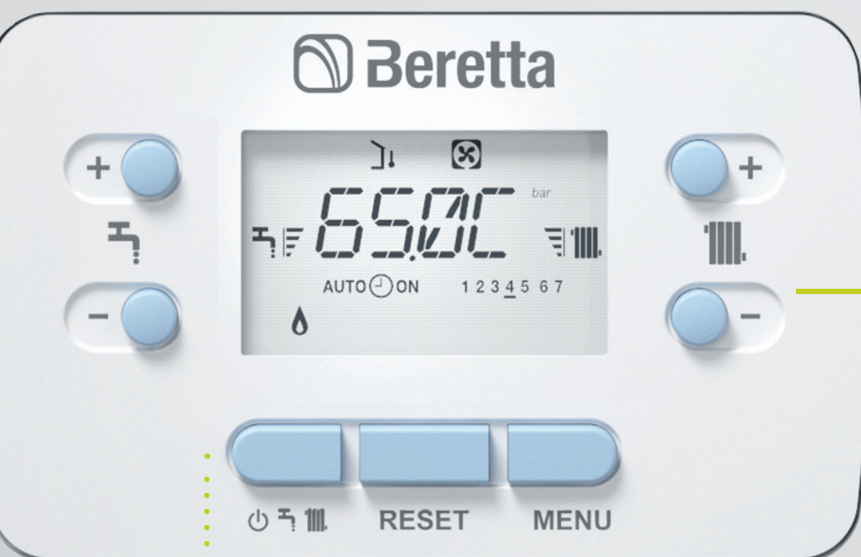 Beretta
+ +
65.0C bar
AUTO ON 1 2 3 4 5 6 7
- -
RESET MENU